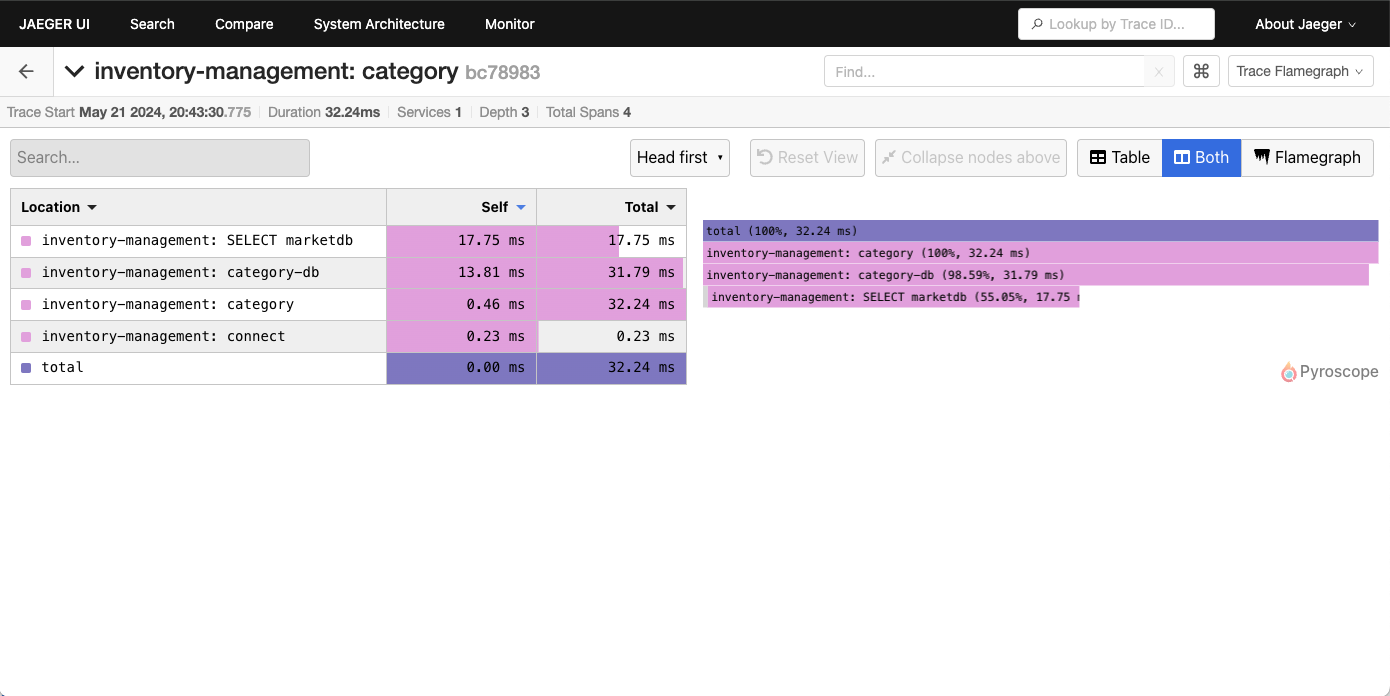 JAEGER UI Search Compare System Architecture Monitor Lookup by Trace ID... About Jaeger
inventory-management: category bc78983 Find... Trace Flamegraph
Trace Start May 21 2024, 20:43:30.775 Duration 32.24ms Services 1 Depth 3 Total Spans 4
Search... Head first Reset View Collapse nodes above Table Both Flamegraph
Location Self Total
inventory-management: SELECT marketdb 17.75 ms 17.75 ms
inventory-management: category-db 13.81 ms 31.79 ms
inventory-management: category 0.46 ms 32.24 ms
inventory-management: connect 0.23 ms 0.23 ms
total 0.00 ms 32.24 ms
total (100%, 32.24 ms)
inventory-management: category (100%, 32.24 ms)
inventory-management: category-db (98.59%, 31.79 ms)
inventory-management: SELECT marketdb (55.05%, 17.75
Pyroscope